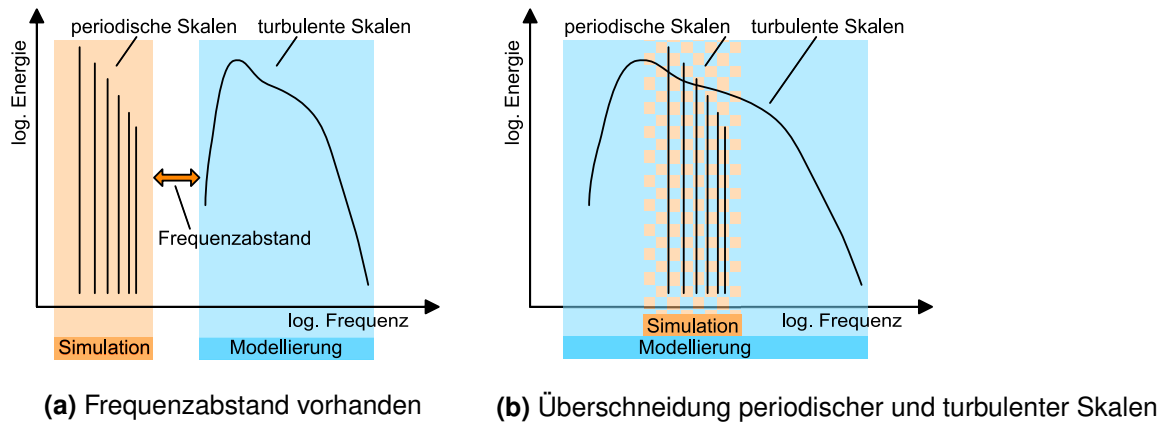 periodische Skalen
turbulente Skalen
log. Energie
Frequenzabstand
log. Frequenz
Simulation
Modellierung
(a) Frequenzabstand vorhanden
periodische Skalen
turbulente Skalen
log. Energie
log. Frequenz
Simulation
Modellierung
(b) Überschneidung periodischer und turbulenter Skalen